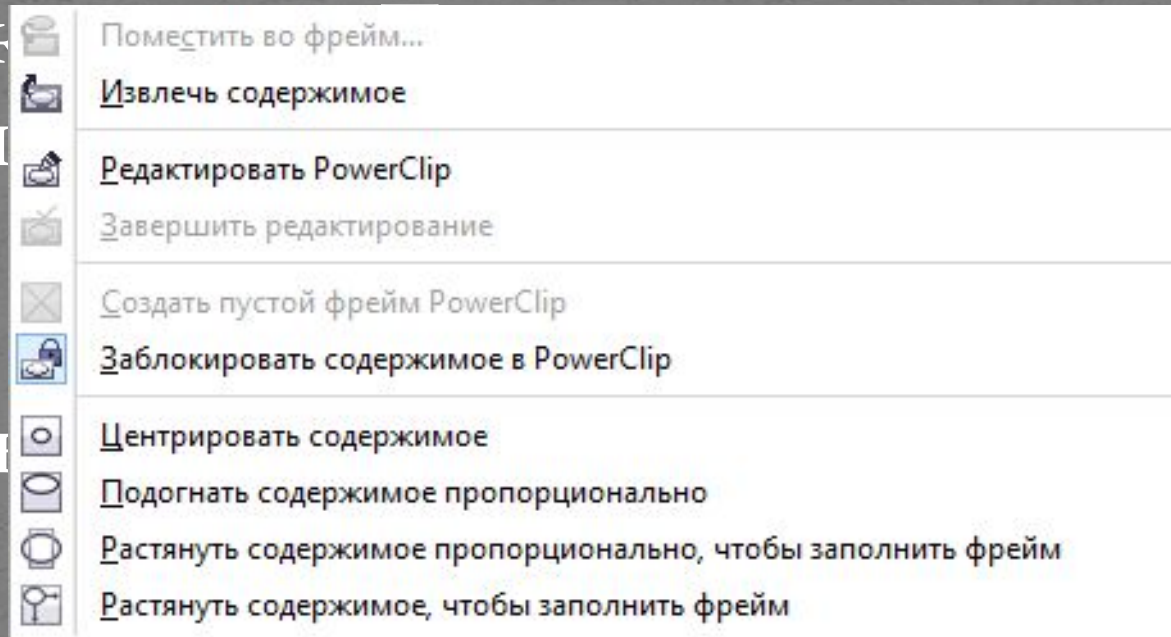 Поместить во фрейм...
Извлечь содержимое
Редактировать PowerClip
Завершить редактирование
Создать пустой фрейм PowerClip
Заблокировать содержимое в PowerClip
Центрировать содержимое
Подогнать содержимое пропорционально
Растянуть содержимое пропорционально, чтобы заполнить фрейм
Растянуть содержимое, чтобы заполнить фрейм